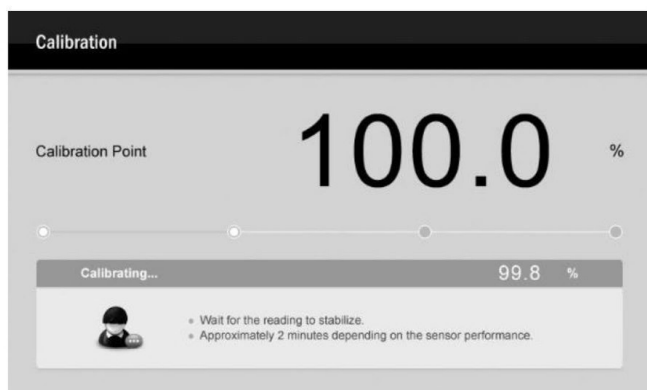 Calibration
Calibration Point 100.0 %
Calibrating... 99.8 %
Wait for the reading to stabilize.
Approximately 2 minutes depending on the sensor performance.